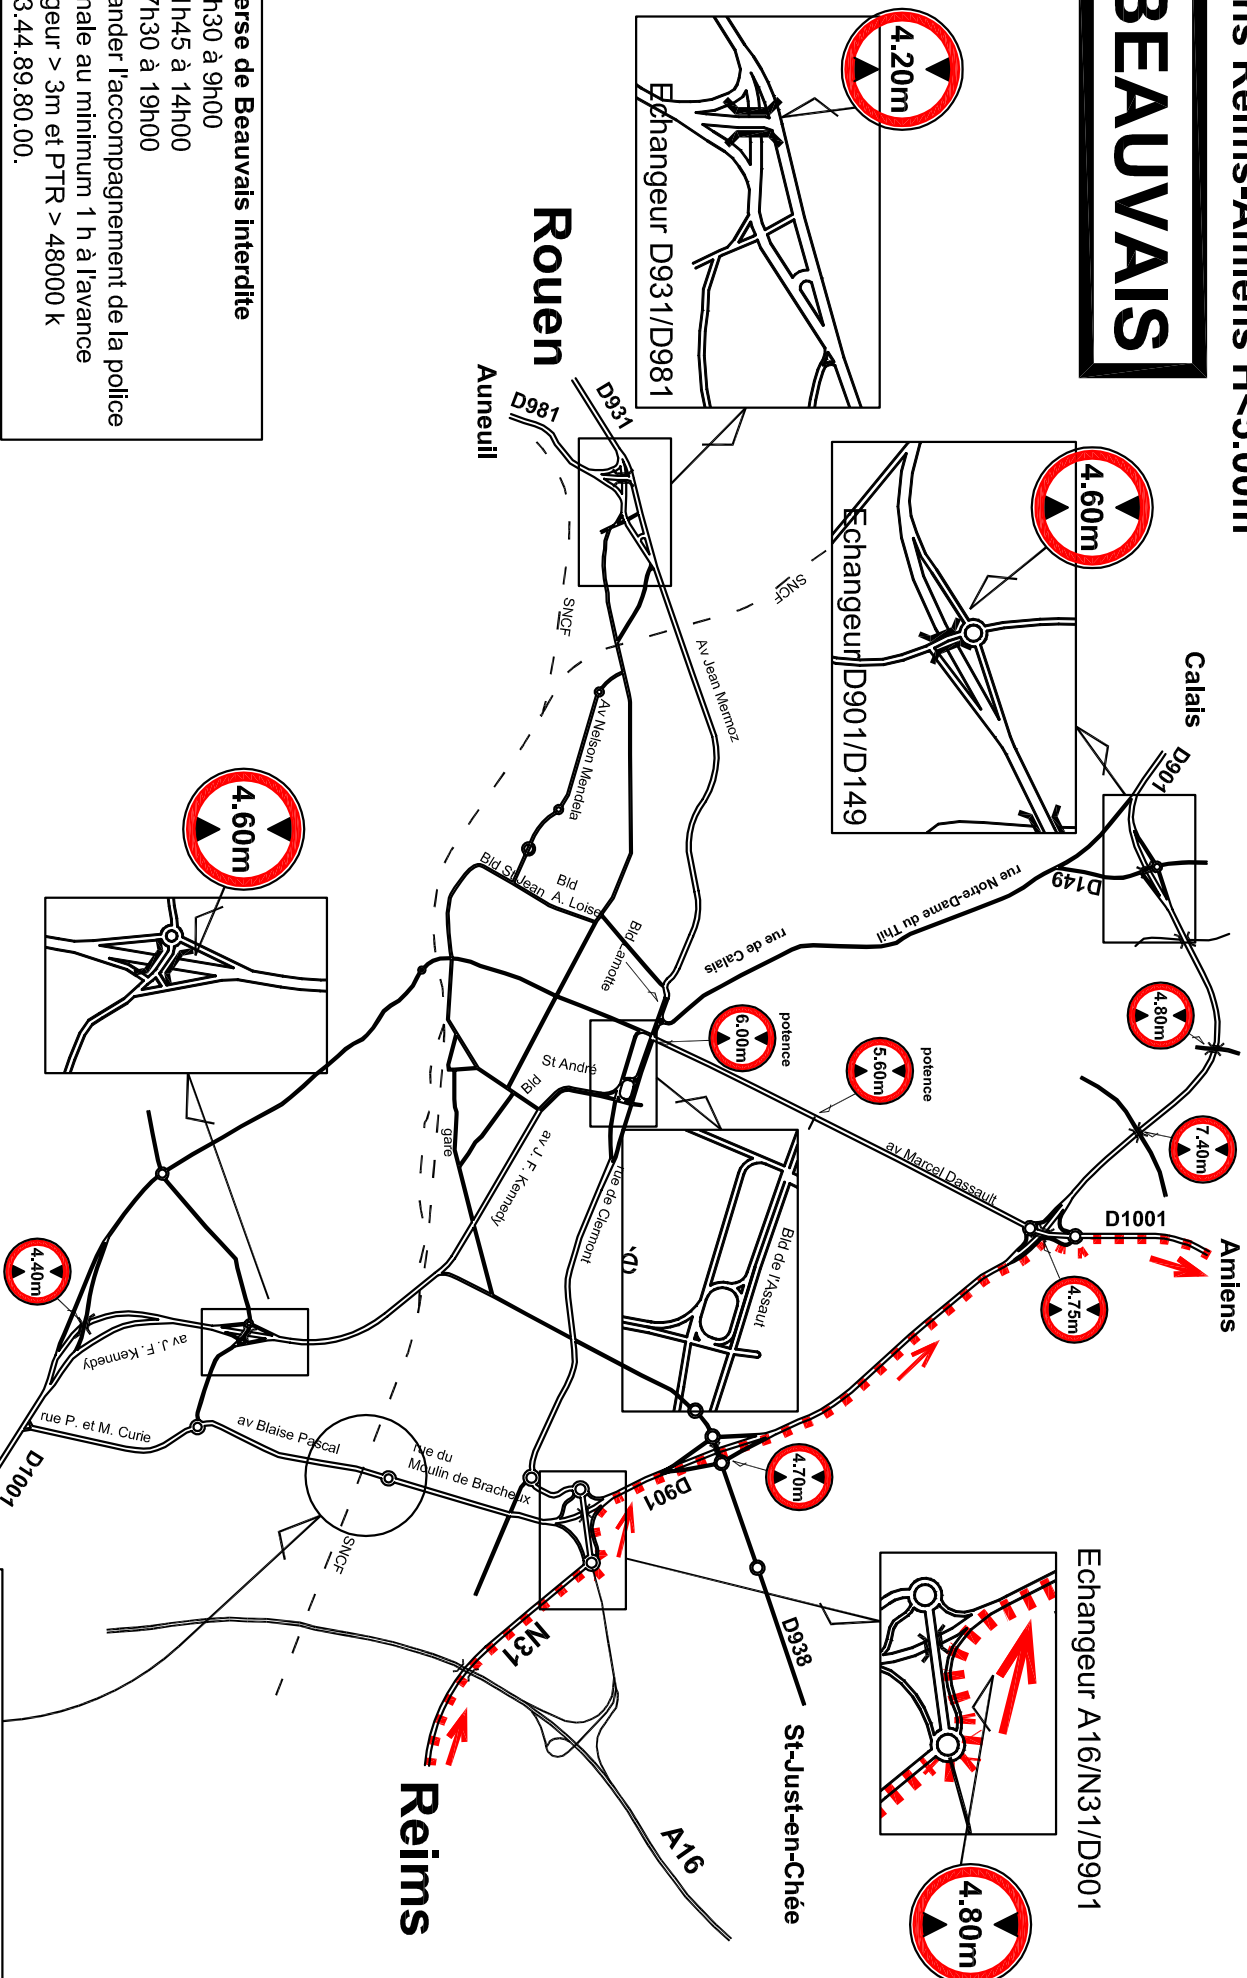 ns Reims-Amiens H<5.00m
BEAUVAIS
4.20m
Echangeur D931/D981
4.60m
Echangeur D901/D149
Calais
D901
D149
4.80m
7.40m
D1001
Amiens
4.75m
4.70m
Echangeur A16/N31/D901
4.80m
Rouen
Auneuil
D931
D981
SNCF
SNCF
Av Jean Mermoz
Av Nelson Mendela
Bld St Jean
Bld
A. Loise
Bld Lamotte
rue de Calais
rue Notre-Dame du Thil
potence
6.00m
potence
5.60m
av Marcel Dassault
St André
Bld
gare
av J. F. Kennedy
rue de Clermont
Bld de l'Assaut
D901
D938
St-Just-en-Chée
N31
A16
Reims
4.60m
4.40m
av J. F. Kennedy
rue P. et M. Curie
D1001
av Blaise Pascal
rue du
Moulin de Bracheux
SNCF
erse de Beauvais interdite
h30 à 9h00
1h45 à 14h00
7h30 à 19h00
ander l'accompagnement de la police
nale au minimum 1 h à l'avance
geur > 3m et PTR > 48000 k
3.44.89.80.00.